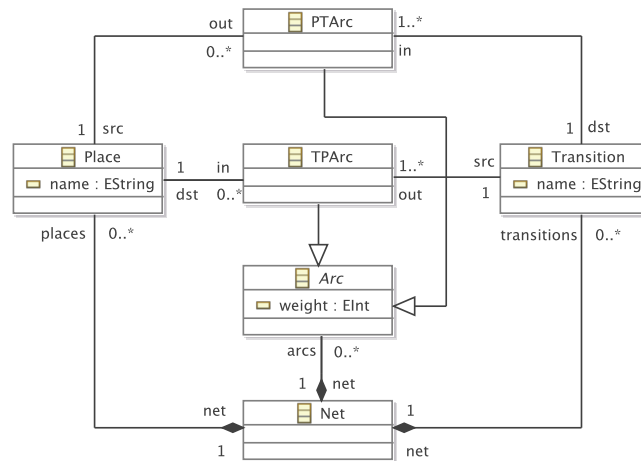 out
PTArc
1..*
0..*
in
1
src
1
dst
Place
TPArc
Transition
name : EString
1
in
1..*
src
name : EString
dst
0..*
out
1
places
0..*
transitions
0..*
Arc
weight : EInt
arcs
0..*
1
net
net
Net
1
1
net